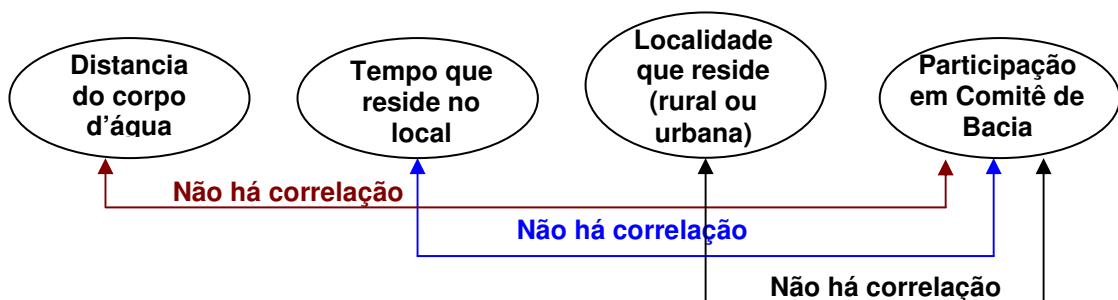 Distancia
do corpo
d'água
Tempo que
reside no
local
Localidade
que reside
(rural ou
urbana)
Participação
em Comitê de
Bacia
Não há correlação
Não há correlação
Não há correlação